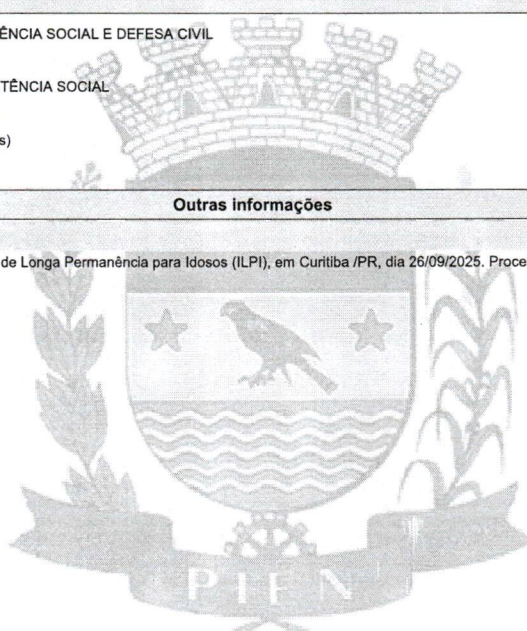 ÊNCIA SOCIAL E DEFESA CIVIL
TÊNCIA SOCIAL
s)
Outras informações
de Longa Permanência para Idosos (ILPI), em Curitiba /PR, dia 26/09/2025. Proce
PIEN